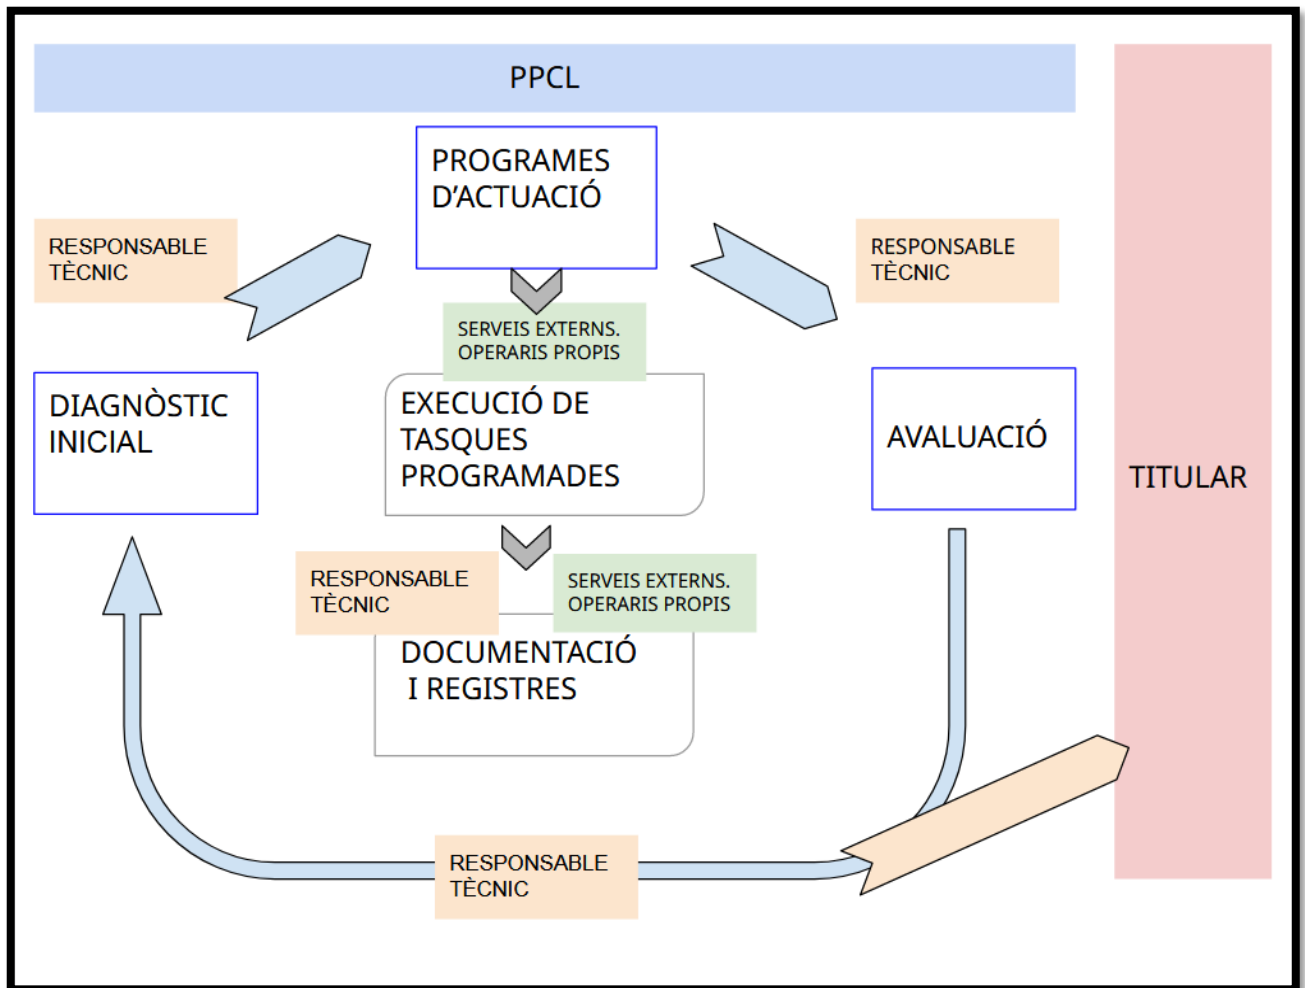 PPCL
PROGRAMES
D’ACTUACIÓ
RESPONSABLE
TÈCNIC
RESPONSABLE
TÈCNIC
SERVEIS EXTERNS.
OPERARIS PROPIS
DIAGNÒSTIC
INICIAL
EXECUCIÓ DE
TASQUES
PROGRAMADES
AVALUACIÓ
TITULAR
RESPONSABLE
TÈCNIC
SERVEIS EXTERNS.
OPERARIS PROPIS
DOCUMENTACIÓ
I REGISTRES
RESPONSABLE
TÈCNIC